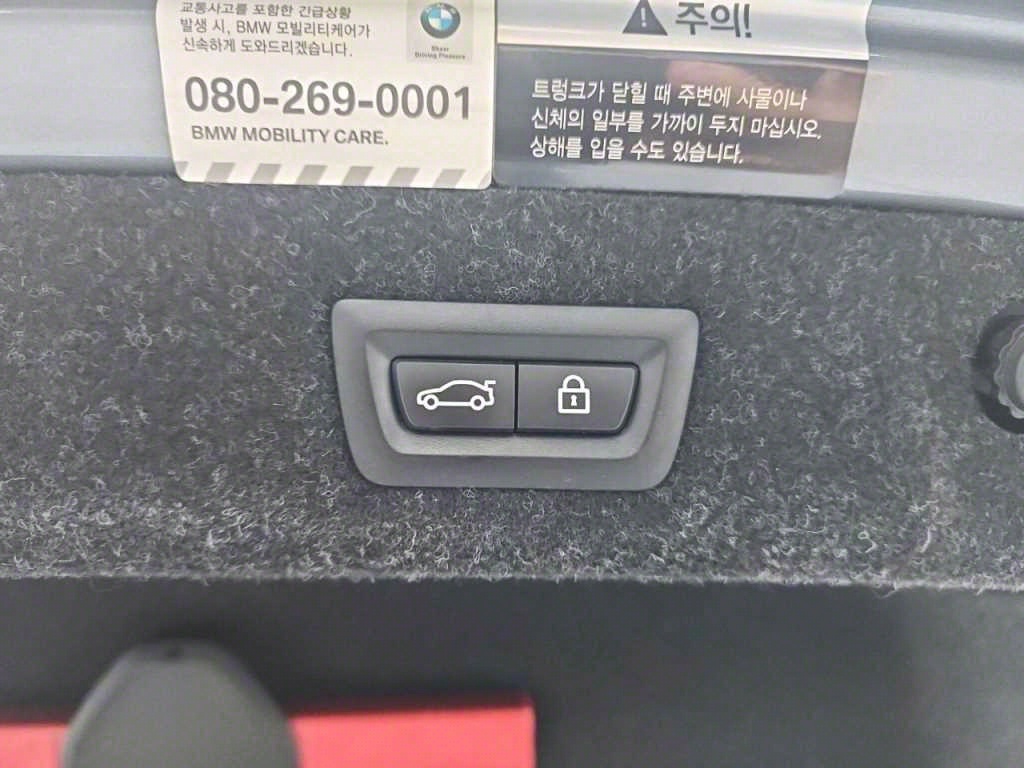 교통사고를 포함한 긴급상황
발생 시, BMW 모빌리티케어가
신속하게 도와드리겠습니다.
BMW
Sheer
Driving Pleasure
080-269-0001
BMW MOBILITY CARE.
주의!
트렁크가 닫힐 때 주변에 사물이나
신체의 일부를 가까이 두지 마십시오.
상해를 입을 수도 있습니다.